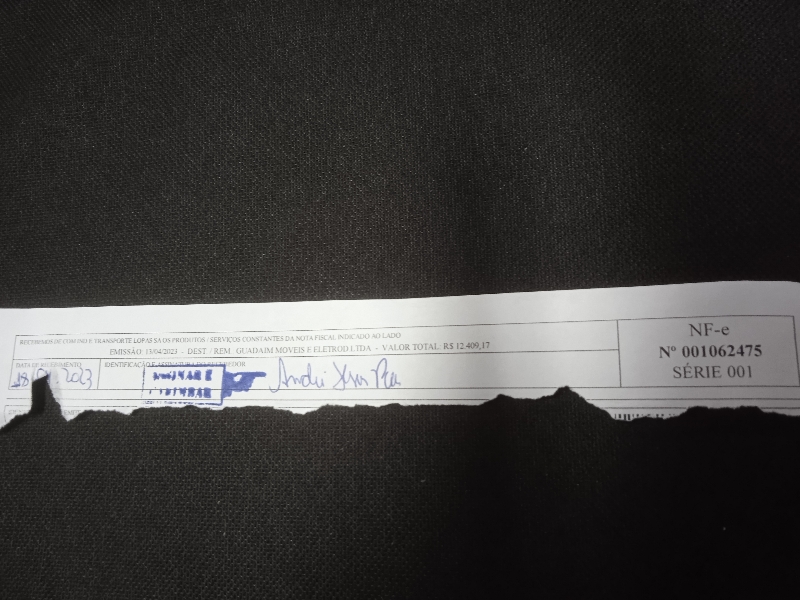 RECEBEMOS DE COM IND E TRANSPORTE LOPAS SA OS PRODUTOS / SERVIÇOS CONSTANTES DA NOTA FISCAL INDICADO AO LADO
EMISSÃO: 13/04/2023 - DEST. / REM: GUADAIM MOVEIS E ELETROD LTDA - VALOR TOTAL: R$ 12.409,17
NF-e
Nº 001062475
SÉRIE 001
DATA DE RECEBIMENTO
IDENTIFICAÇÃO E ASSINATURA DO RECEBEDOR
2023